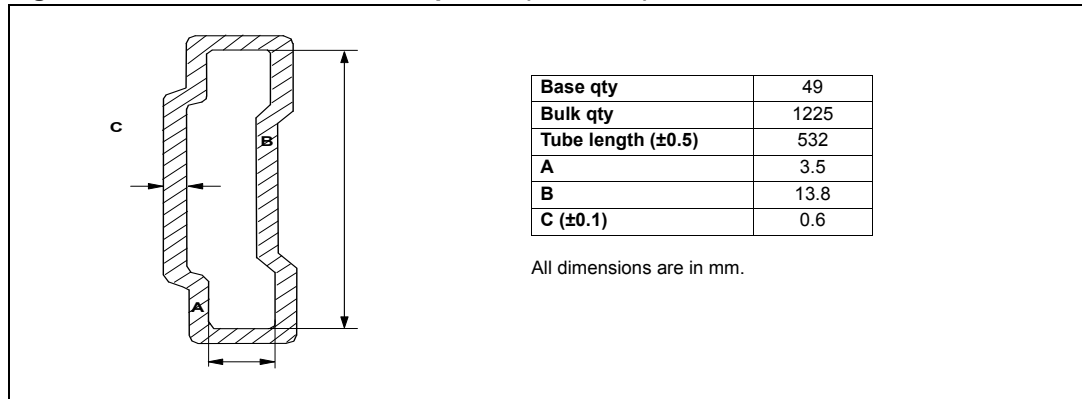 C
B
A
Base qty 49
Bulk qty 1225
Tube length (±0.5) 532
A 3.5
B 13.8
C (±0.1) 0.6
All dimensions are in mm.